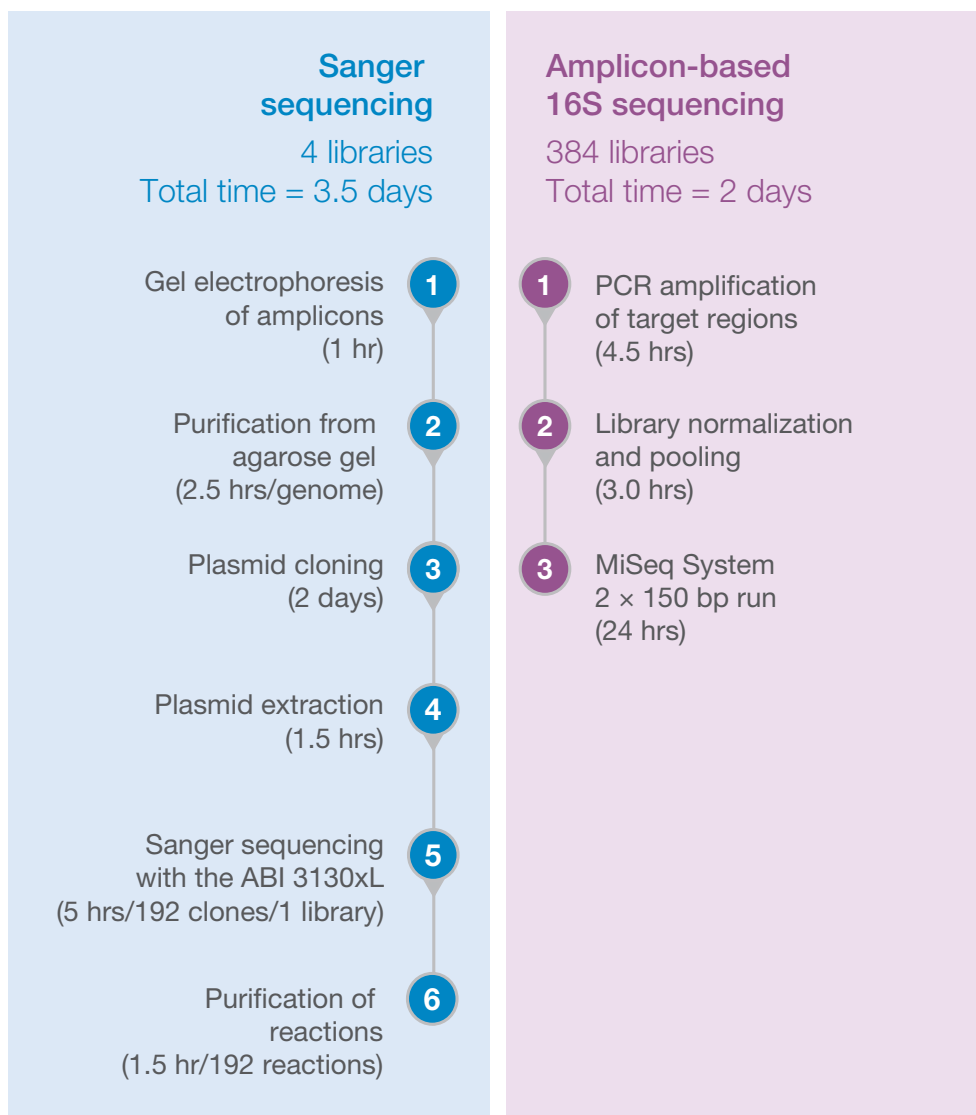 Sanger
sequencing
4 libraries
Total time = 3.5 days
1
Gel electrophoresis
of amplicons
(1 hr)
2
Purification from
agarose gel
(2.5 hrs/genome)
3
Plasmid cloning
(2 days)
4
Plasmid extraction
(1.5 hrs)
5
Sanger sequencing
with the ABI 3130xL
(5 hrs/192 clones/1 library)
6
Purification of
reactions
(1.5 hr/192 reactions)
Amplicon-based
16S sequencing
384 libraries
Total time = 2 days
1
PCR amplification
of target regions
(4.5 hrs)
2
Library normalization
and pooling
(3.0 hrs)
3
MiSeq System
2 × 150 bp run
(24 hrs)